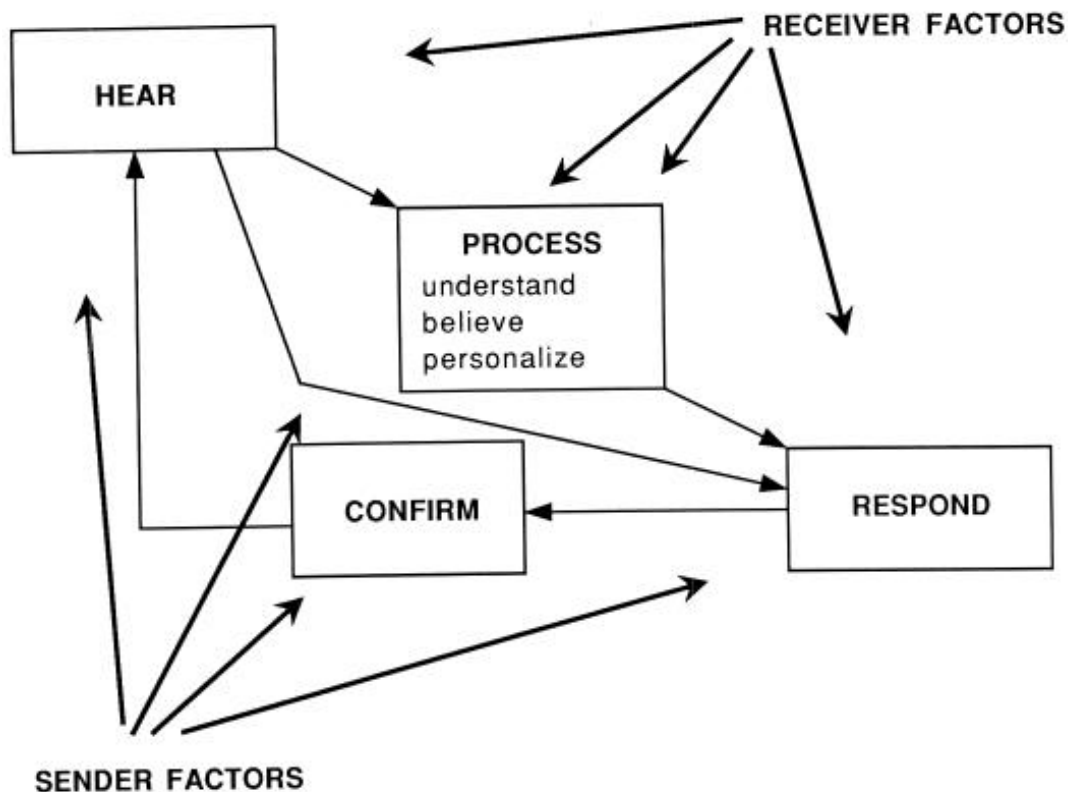 RECEIVER FACTORS
HEAR
PROCESS
understand
believe
personalize
CONFIRM
RESPOND
SENDER FACTORS